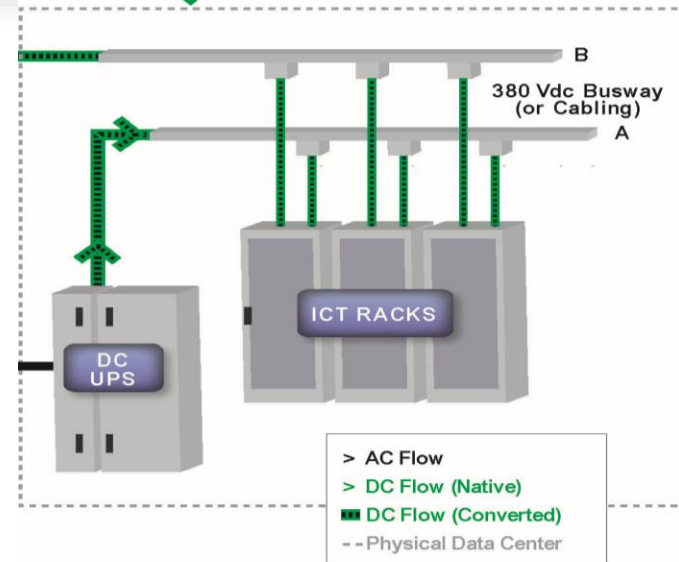 B
380 Vdc Busway
(or Cabling)
A
ICT RACKS
DC
UPS
> AC Flow
> DC Flow (Native)
DC Flow (Converted)
Physical Data Center